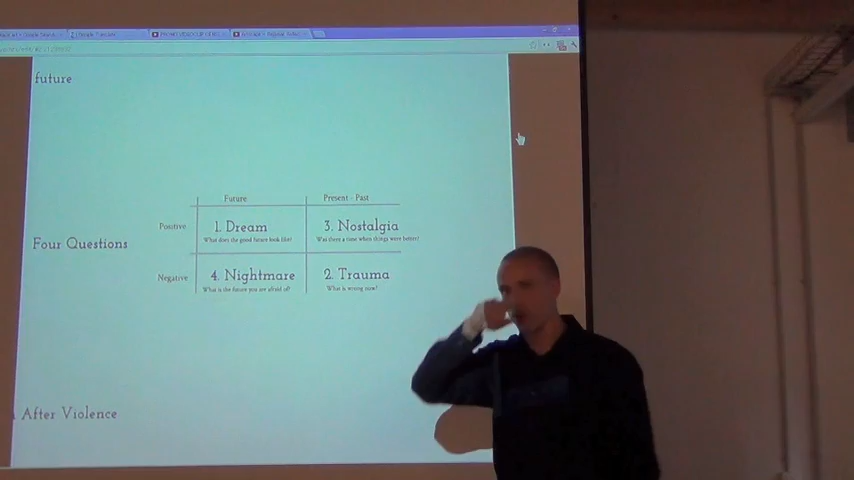 future
Future
Present - Past
Positive
1. Dream
3. Nostalgia
What does the good future look like?
Was there a time when things were better?
Four Questions
Negative
4. Nightmare
2. Trauma
What is the future you are afraid of?
What is wrong now?
After Violence